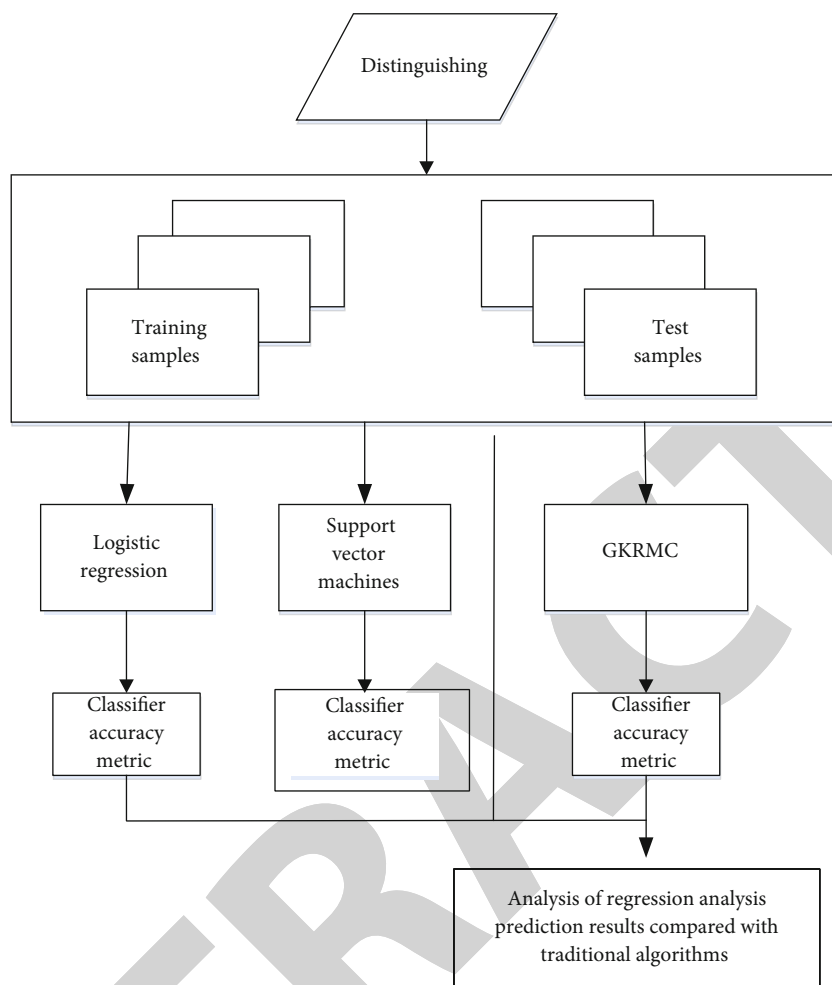 Distinguishing
Training
samples
Test
samples
Logistic
regression
Support
vector
machines
GKRMC
Classifier
accuracy
metric
Classifier
accuracy
metric
Classifier
accuracy
metric
Analysis of regression analysis
prediction results compared with
traditional algorithms
TRACT